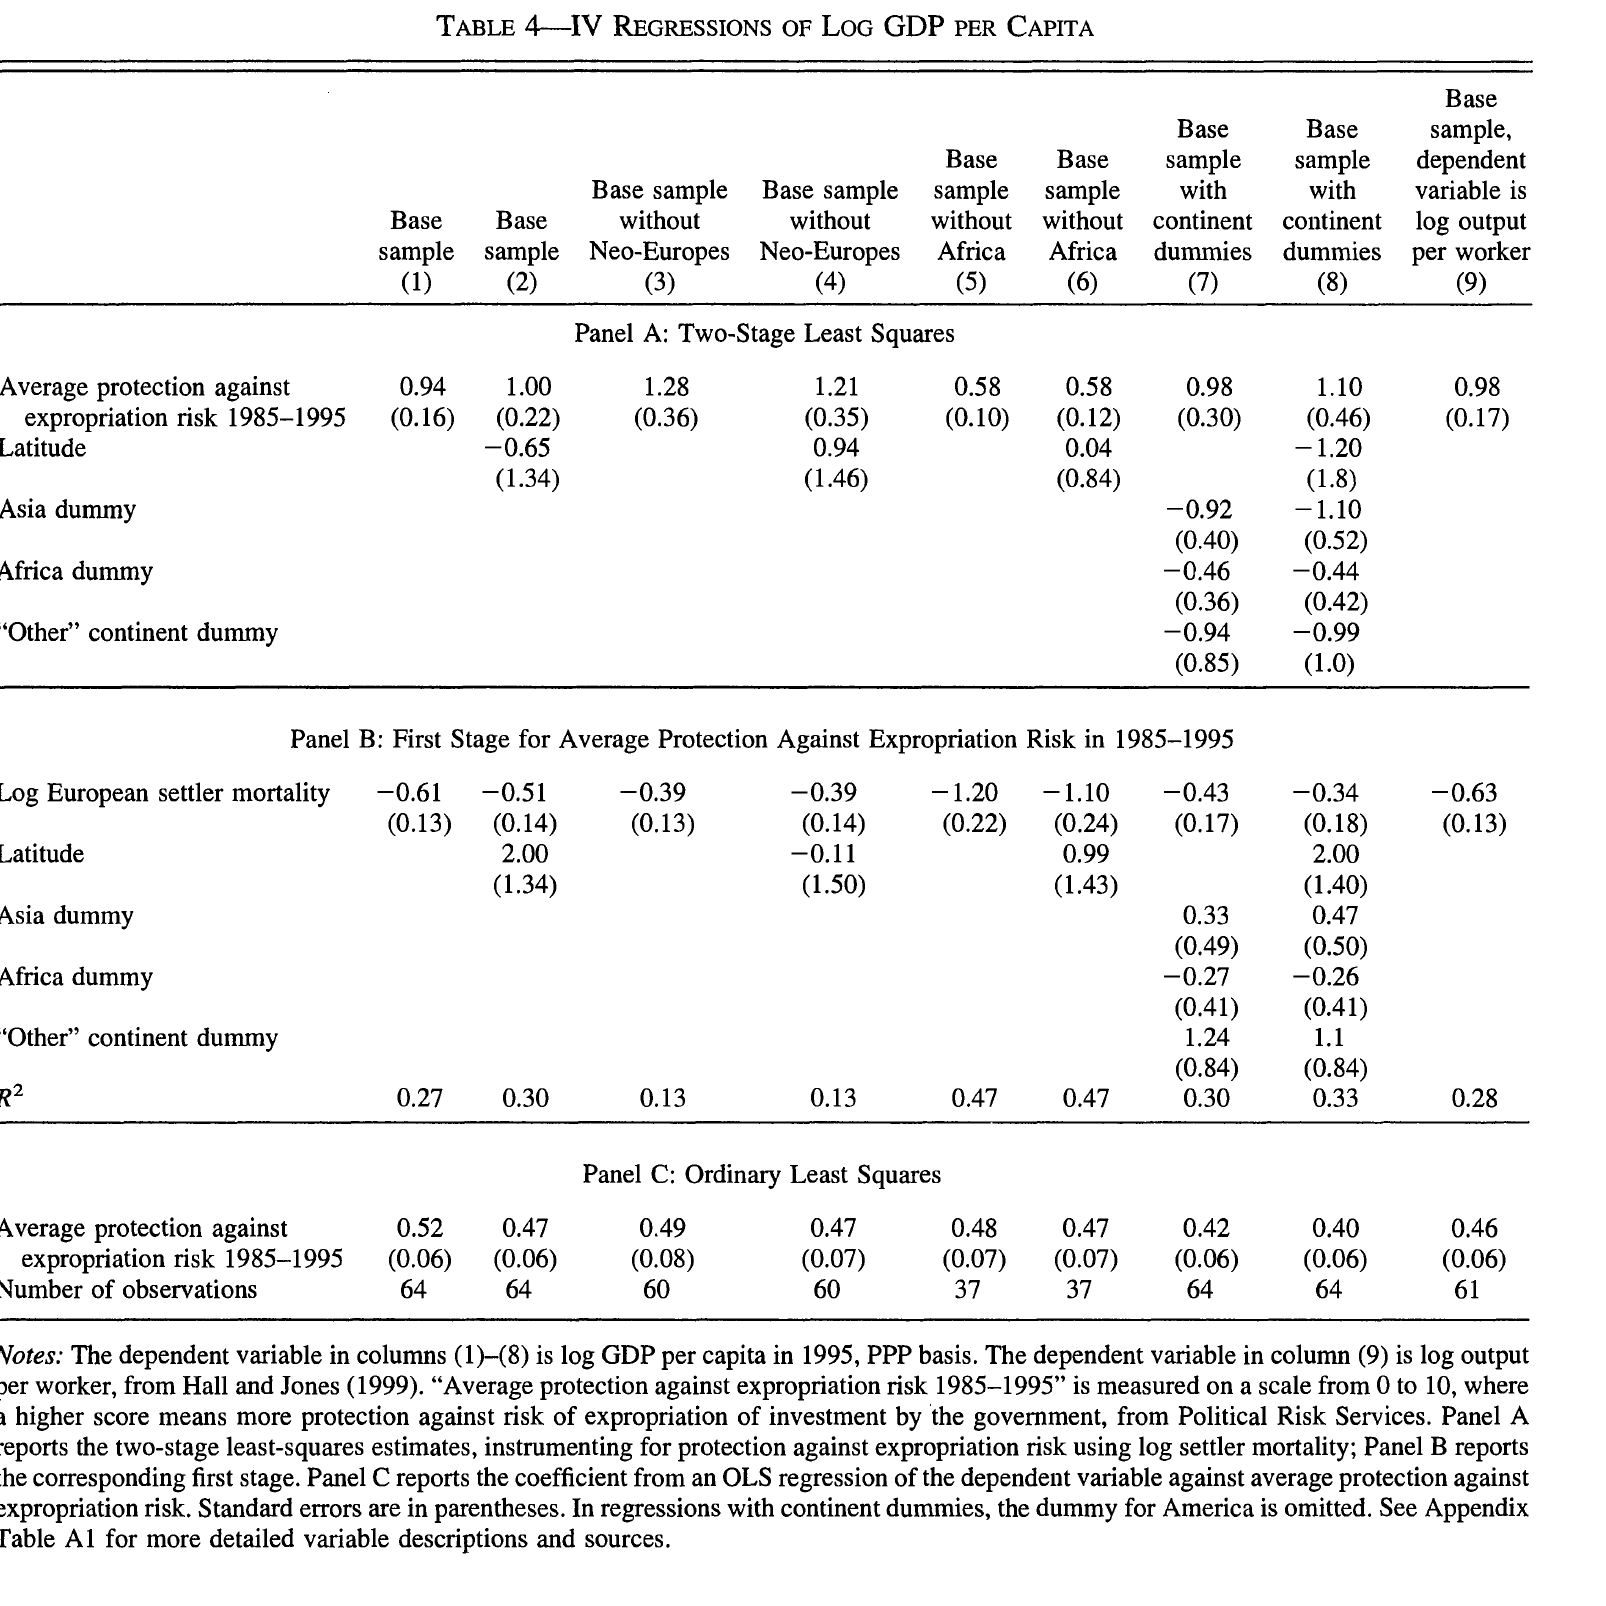 TABLE 4—IV REGRESSIONS OF LOG GDP PER CAPITA
Base sample (1) Base sample (2) Base sample without Neo-Europes (3) Base sample without Neo-Europes (4) Base sample without Africa (5) Base sample without Africa (6) Base sample with continent dummies (7) Base sample with continent dummies (8) Base sample, dependent variable is log output per worker (9)
Panel A: Two-Stage Least Squares
Average protection against 0.94 1.00 1.28 1.21 0.58 0.58 0.98 1.10 0.98
expropriation risk 1985–1995 (0.16) (0.22) (0.36) (0.35) (0.10) (0.12) (0.30) (0.46) (0.17)
Latitude −0.65 0.94 0.04 −1.20
(1.34) (1.46) (0.84) (1.8)
Asia dummy −0.92 −1.10
(0.40) (0.52)
Africa dummy −0.46 −0.44
(0.36) (0.42)
“Other” continent dummy −0.94 −0.99
(0.85) (1.0)
Panel B: First Stage for Average Protection Against Expropriation Risk in 1985–1995
Log European settler mortality −0.61 −0.51 −0.39 −0.39 −1.20 −1.10 −0.43 −0.34 −0.63
(0.13) (0.14) (0.13) (0.14) (0.22) (0.24) (0.17) (0.18) (0.13)
Latitude 2.00 −0.11 0.99 2.00
(1.34) (1.50) (1.43) (1.40)
Asia dummy 0.33 0.47
(0.49) (0.50)
Africa dummy −0.27 −0.26
(0.41) (0.41)
“Other” continent dummy 1.24 1.1
(0.84) (0.84)
R² 0.27 0.30 0.13 0.13 0.47 0.47 0.30 0.33 0.28
Panel C: Ordinary Least Squares
Average protection against 0.52 0.47 0.49 0.47 0.48 0.47 0.42 0.40 0.46
expropriation risk 1985–1995 (0.06) (0.06) (0.08) (0.07) (0.07) (0.07) (0.06) (0.06) (0.06)
Number of observations 64 64 60 60 37 37 64 64 61
Notes: The dependent variable in columns (1)–(8) is log GDP per capita in 1995, PPP basis. The dependent variable in column (9) is log output
per worker, from Hall and Jones (1999). “Average protection against expropriation risk 1985–1995” is measured on a scale from 0 to 10, where
a higher score means more protection against risk of expropriation of investment by the government, from Political Risk Services. Panel A
reports the two-stage least-squares estimates, instrumenting for protection against expropriation risk using log settler mortality; Panel B reports
the corresponding first stage. Panel C reports the coefficient from an OLS regression of the dependent variable against average protection against
expropriation risk. Standard errors are in parentheses. In regressions with continent dummies, the dummy for America is omitted. See Appendix
Table A1 for more detailed variable descriptions and sources.